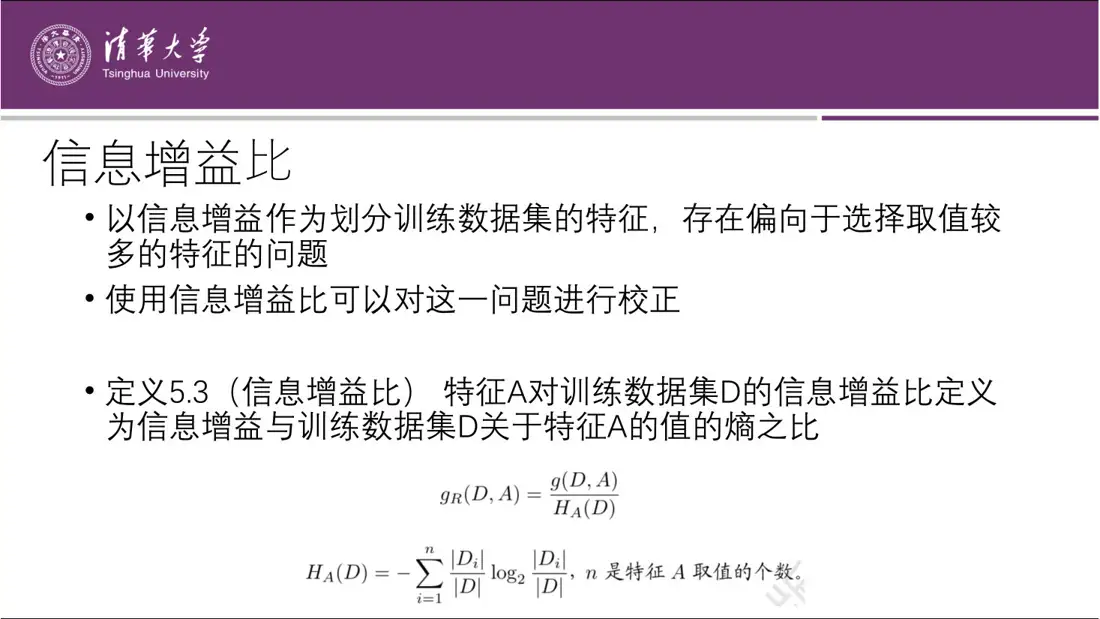 清华大学
Tsinghua University
信息增益比
• 以信息增益作为划分训练数据集的特征，存在偏向于选择取值较
多的特征的问题
• 使用信息增益比可以对这一问题进行校正
• 定义5.3（信息增益比） 特征A对训练数据集D的信息增益比定义
为信息增益与训练数据集D关于特征A的值的熵之比
g_R(D, A) = \frac{g(D, A)}{H_A(D)}
H_A(D) = -\sum_{i=1}^{n} \frac{|D_i|}{|D|} \log_2 \frac{|D_i|}{|D|}, n 是特征 A 取值的个数。